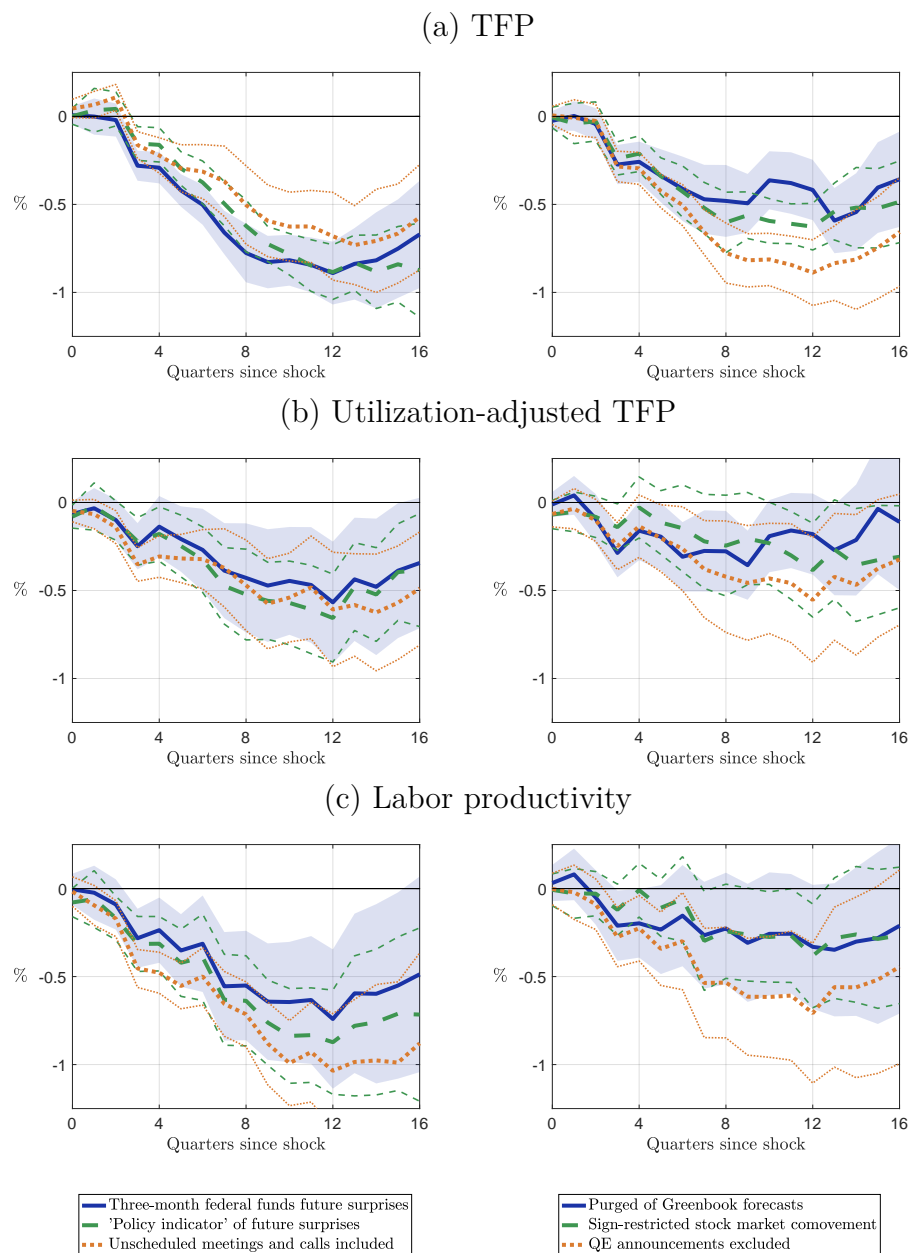 (a) TFP
0
-0.5
-1
%
0 4 8 12 16
Quarters since shock
0
-0.5
-1
%
0 4 8 12 16
Quarters since shock
(b) Utilization-adjusted TFP
0
-0.5
-1
%
0 4 8 12 16
Quarters since shock
0
-0.5
-1
%
0 4 8 12 16
Quarters since shock
(c) Labor productivity
0
-0.5
-1
%
0 4 8 12 16
Quarters since shock
0
-0.5
-1
%
0 4 8 12 16
Quarters since shock
Three-month federal funds future surprises
'Policy indicator' of future surprises
Unscheduled meetings and calls included
Purged of Greenbook forecasts
Sign-restricted stock market comovement
QE announcements excluded